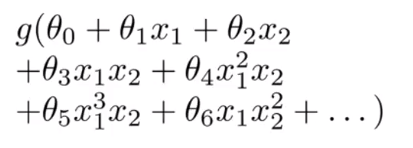 g(θ₀ + θ₁x₁ + θ₂x₂
+θ₃x₁x₂ + θ₄x₁²x₂
+θ₅x₁³x₂ + θ₆x₁x₂² + … )